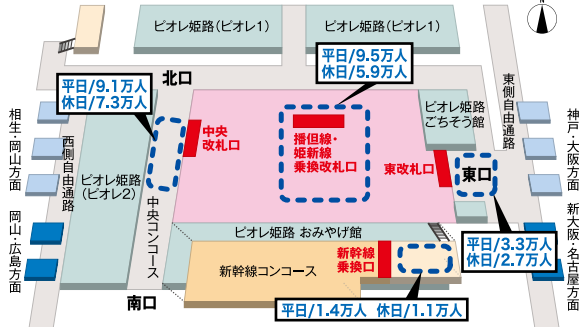 N
ピオレ姫路(ピオレ1)
ピオレ姫路(ピオレ1)
北口
平日/9.5万人
休日/5.9万人
平日/9.1万人
休日/7.3万人
東側自由通路
相生・岡山方面
西側自由通路
中央
改札口
播但線・
姫新線
乗換改札口
ピオレ姫路
ごちそう館
神戸・大阪方面
ピオレ姫路
(ピオレ2)
東改札口
東口
岡山・広島方面
中央コンコース
ピオレ姫路 おみやげ館
平日/3.3万人
休日/2.7万人
新大阪・名古屋方面
新幹線コンコース
新幹線
乗換口
南口
平日/1.4万人 休日/1.1万人